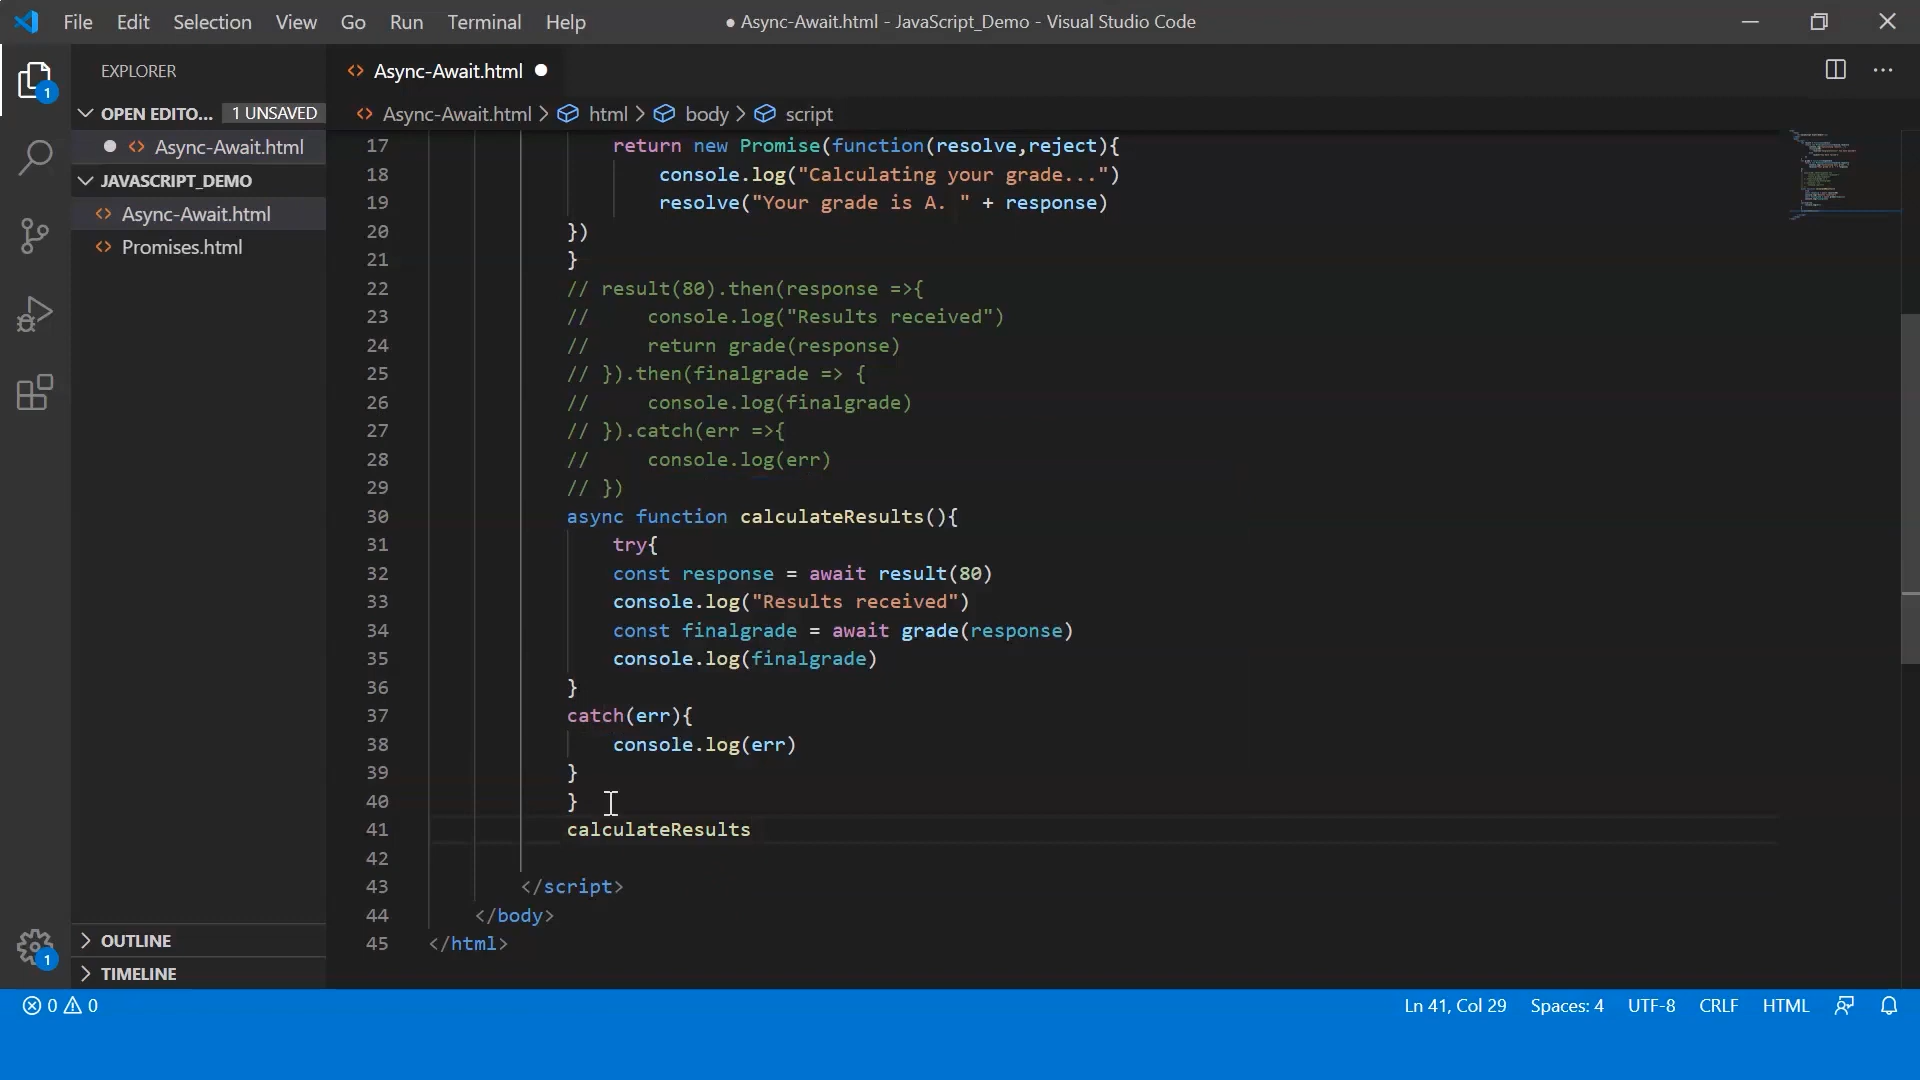 File Edit Selection View Go Run Terminal Help ● Async-Await.html - JavaScript_Demo - Visual Studio Code
EXPLORER
OPEN EDITO... 1 UNSAVED
Async-Await.html
JAVASCRIPT_DEMO
Async-Await.html
Promises.html
OUTLINE
TIMELINE
1
1
Async-Await.html ●
Async-Await.html > html > body > script
17 return new Promise(function(resolve,reject){
18 console.log("Calculating your grade...")
19 resolve("Your grade is A. " + response)
20 })
21 }
22 // result(80).then(response =>{
23 // console.log("Results received")
24 // return grade(response)
25 // }).then(finalgrade => {
26 // console.log(finalgrade)
27 // }).catch(err =>{
28 // console.log(err)
29 // })
30 async function calculateResults(){
31 try{
32 const response = await result(80)
33 console.log("Results received")
34 const finalgrade = await grade(response)
35 console.log(finalgrade)
36 }
37 catch(err){
38 console.log(err)
39 }
40 }
41 calculateResults
42
43 </script>
44 </body>
45 </html>
0 0 Ln 41, Col 29 Spaces: 4 UTF-8 CRLF HTML